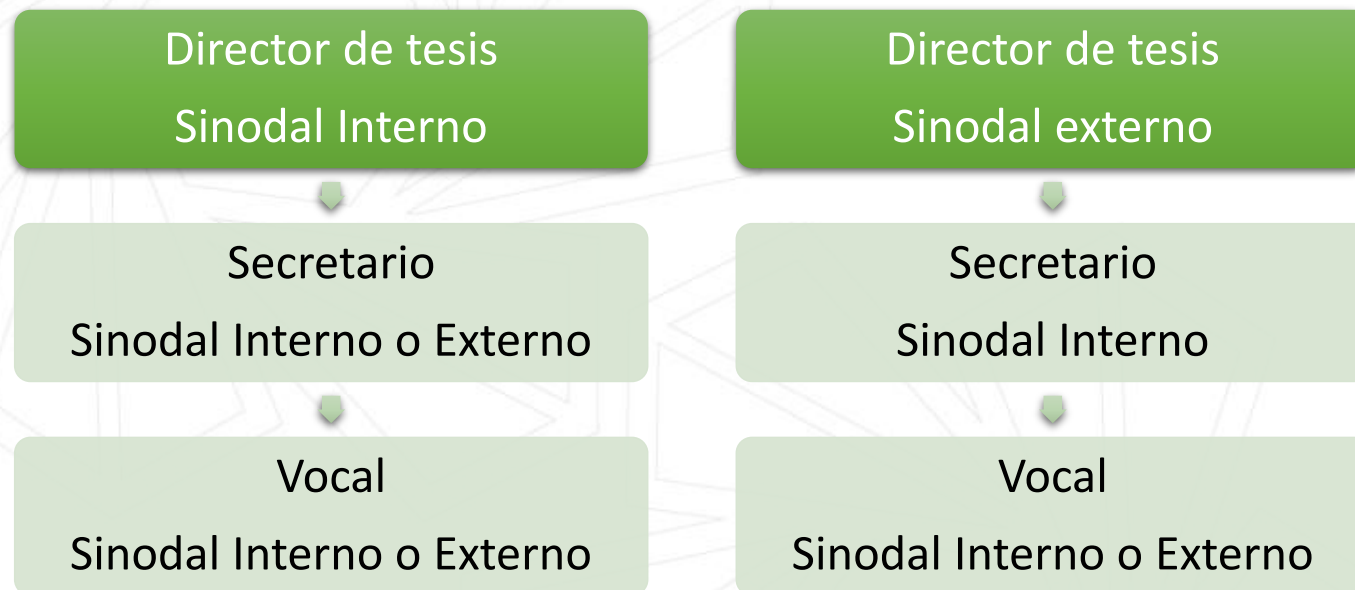 Director de tesis
Sinodal Interno
Secretario
Sinodal Interno o Externo
Vocal
Sinodal Interno o Externo
Director de tesis
Sinodal externo
Secretario
Sinodal Interno
Vocal
Sinodal Interno o Externo